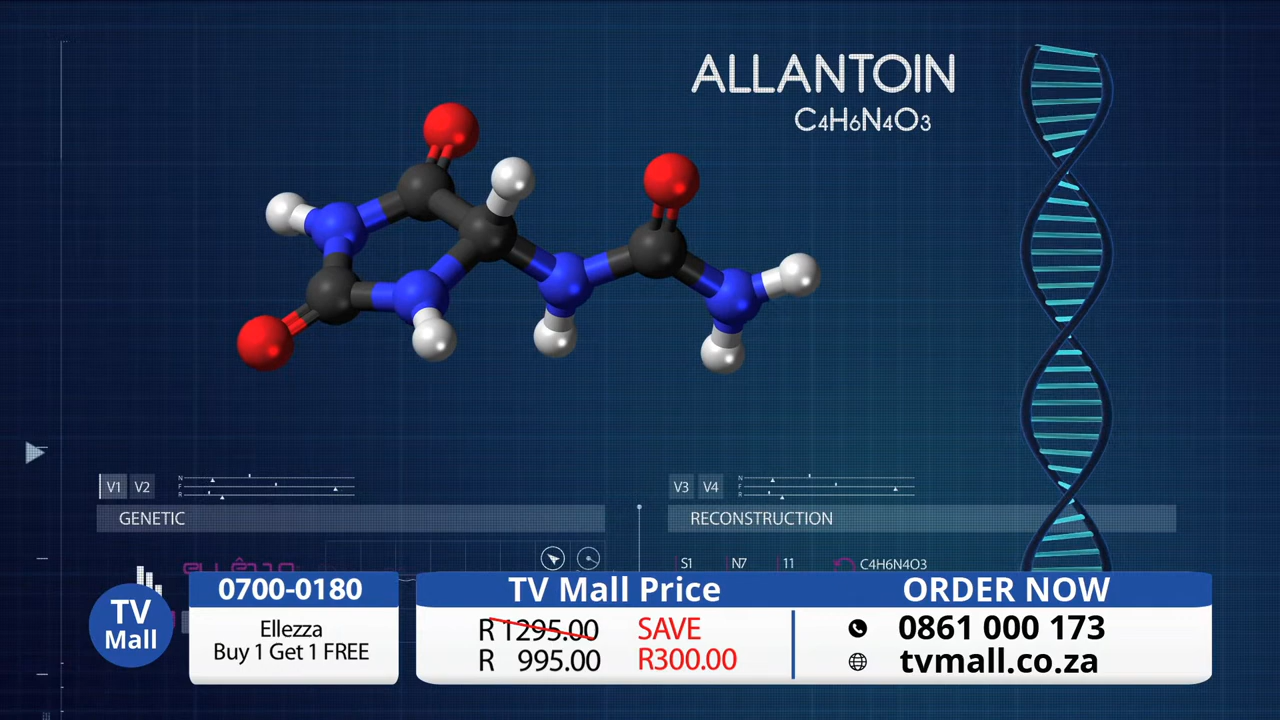 ALLANTOIN
C4H6N4O3
V1 V2
N
F
R
V3 V4
N
F
R
GENETIC
RECONSTRUCTION
S1 N7 11 C4H6N4O3
TV
Mall
0700-0180
Ellezza
Buy 1 Get 1 FREE
TV Mall Price
R 1295.00 SAVE
R 995.00 R300.00
ORDER NOW
0861 000 173
tvmall.co.za